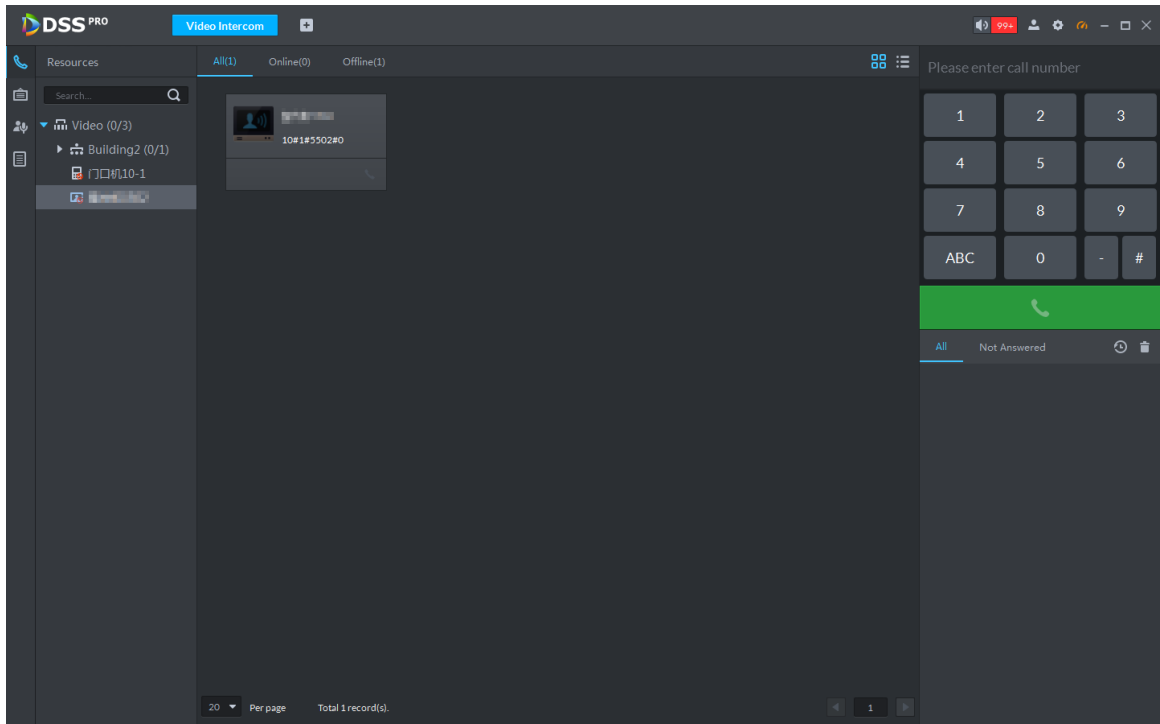 DSS PRO
Video Intercom
99+
Resources
All(1)
Online(0)
Offline(1)
Search...
Video (0/3)
Building2 (0/1)
门口机10-1
10#1#5502#0
20
Per page
Total 1 record(s).
1
Please enter call number
1
2
3
4
5
6
7
8
9
ABC
0
-
#
All
Not Answered